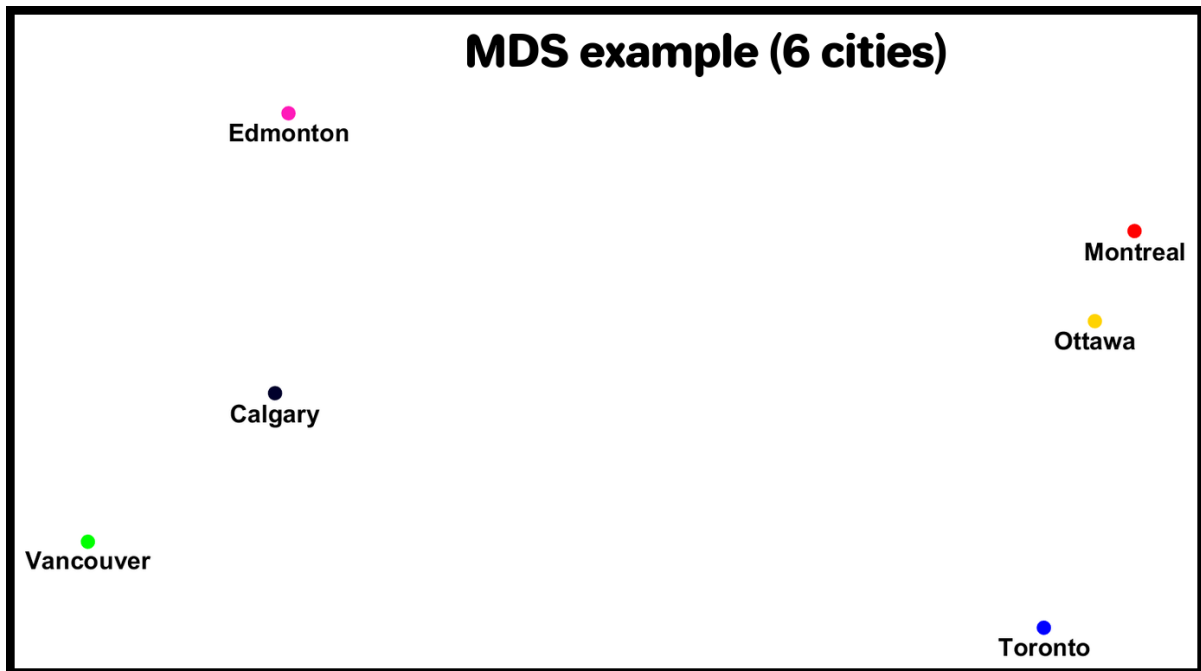 MDS example (6 cities)
Edmonton
Montreal
Ottawa
Calgary
Vancouver
Toronto